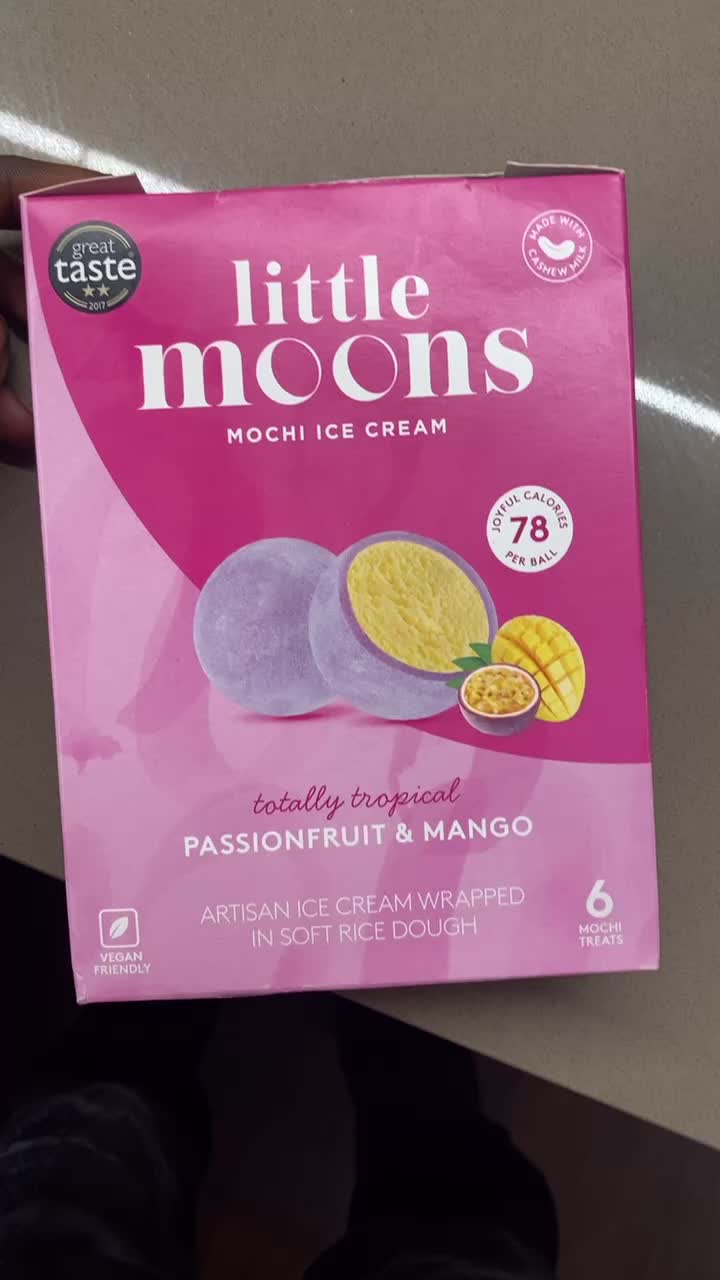 great
taste
2017
MADE WITH
CASHEW MILK
little
moons
MOCHI ICE CREAM
JOYFUL CALORIES
78
PER BALL
totally tropical
PASSIONFRUIT & MANGO
ARTISAN ICE CREAM WRAPPED
IN SOFT RICE DOUGH
VEGAN
FRIENDLY
6
MOCHI
TREATS